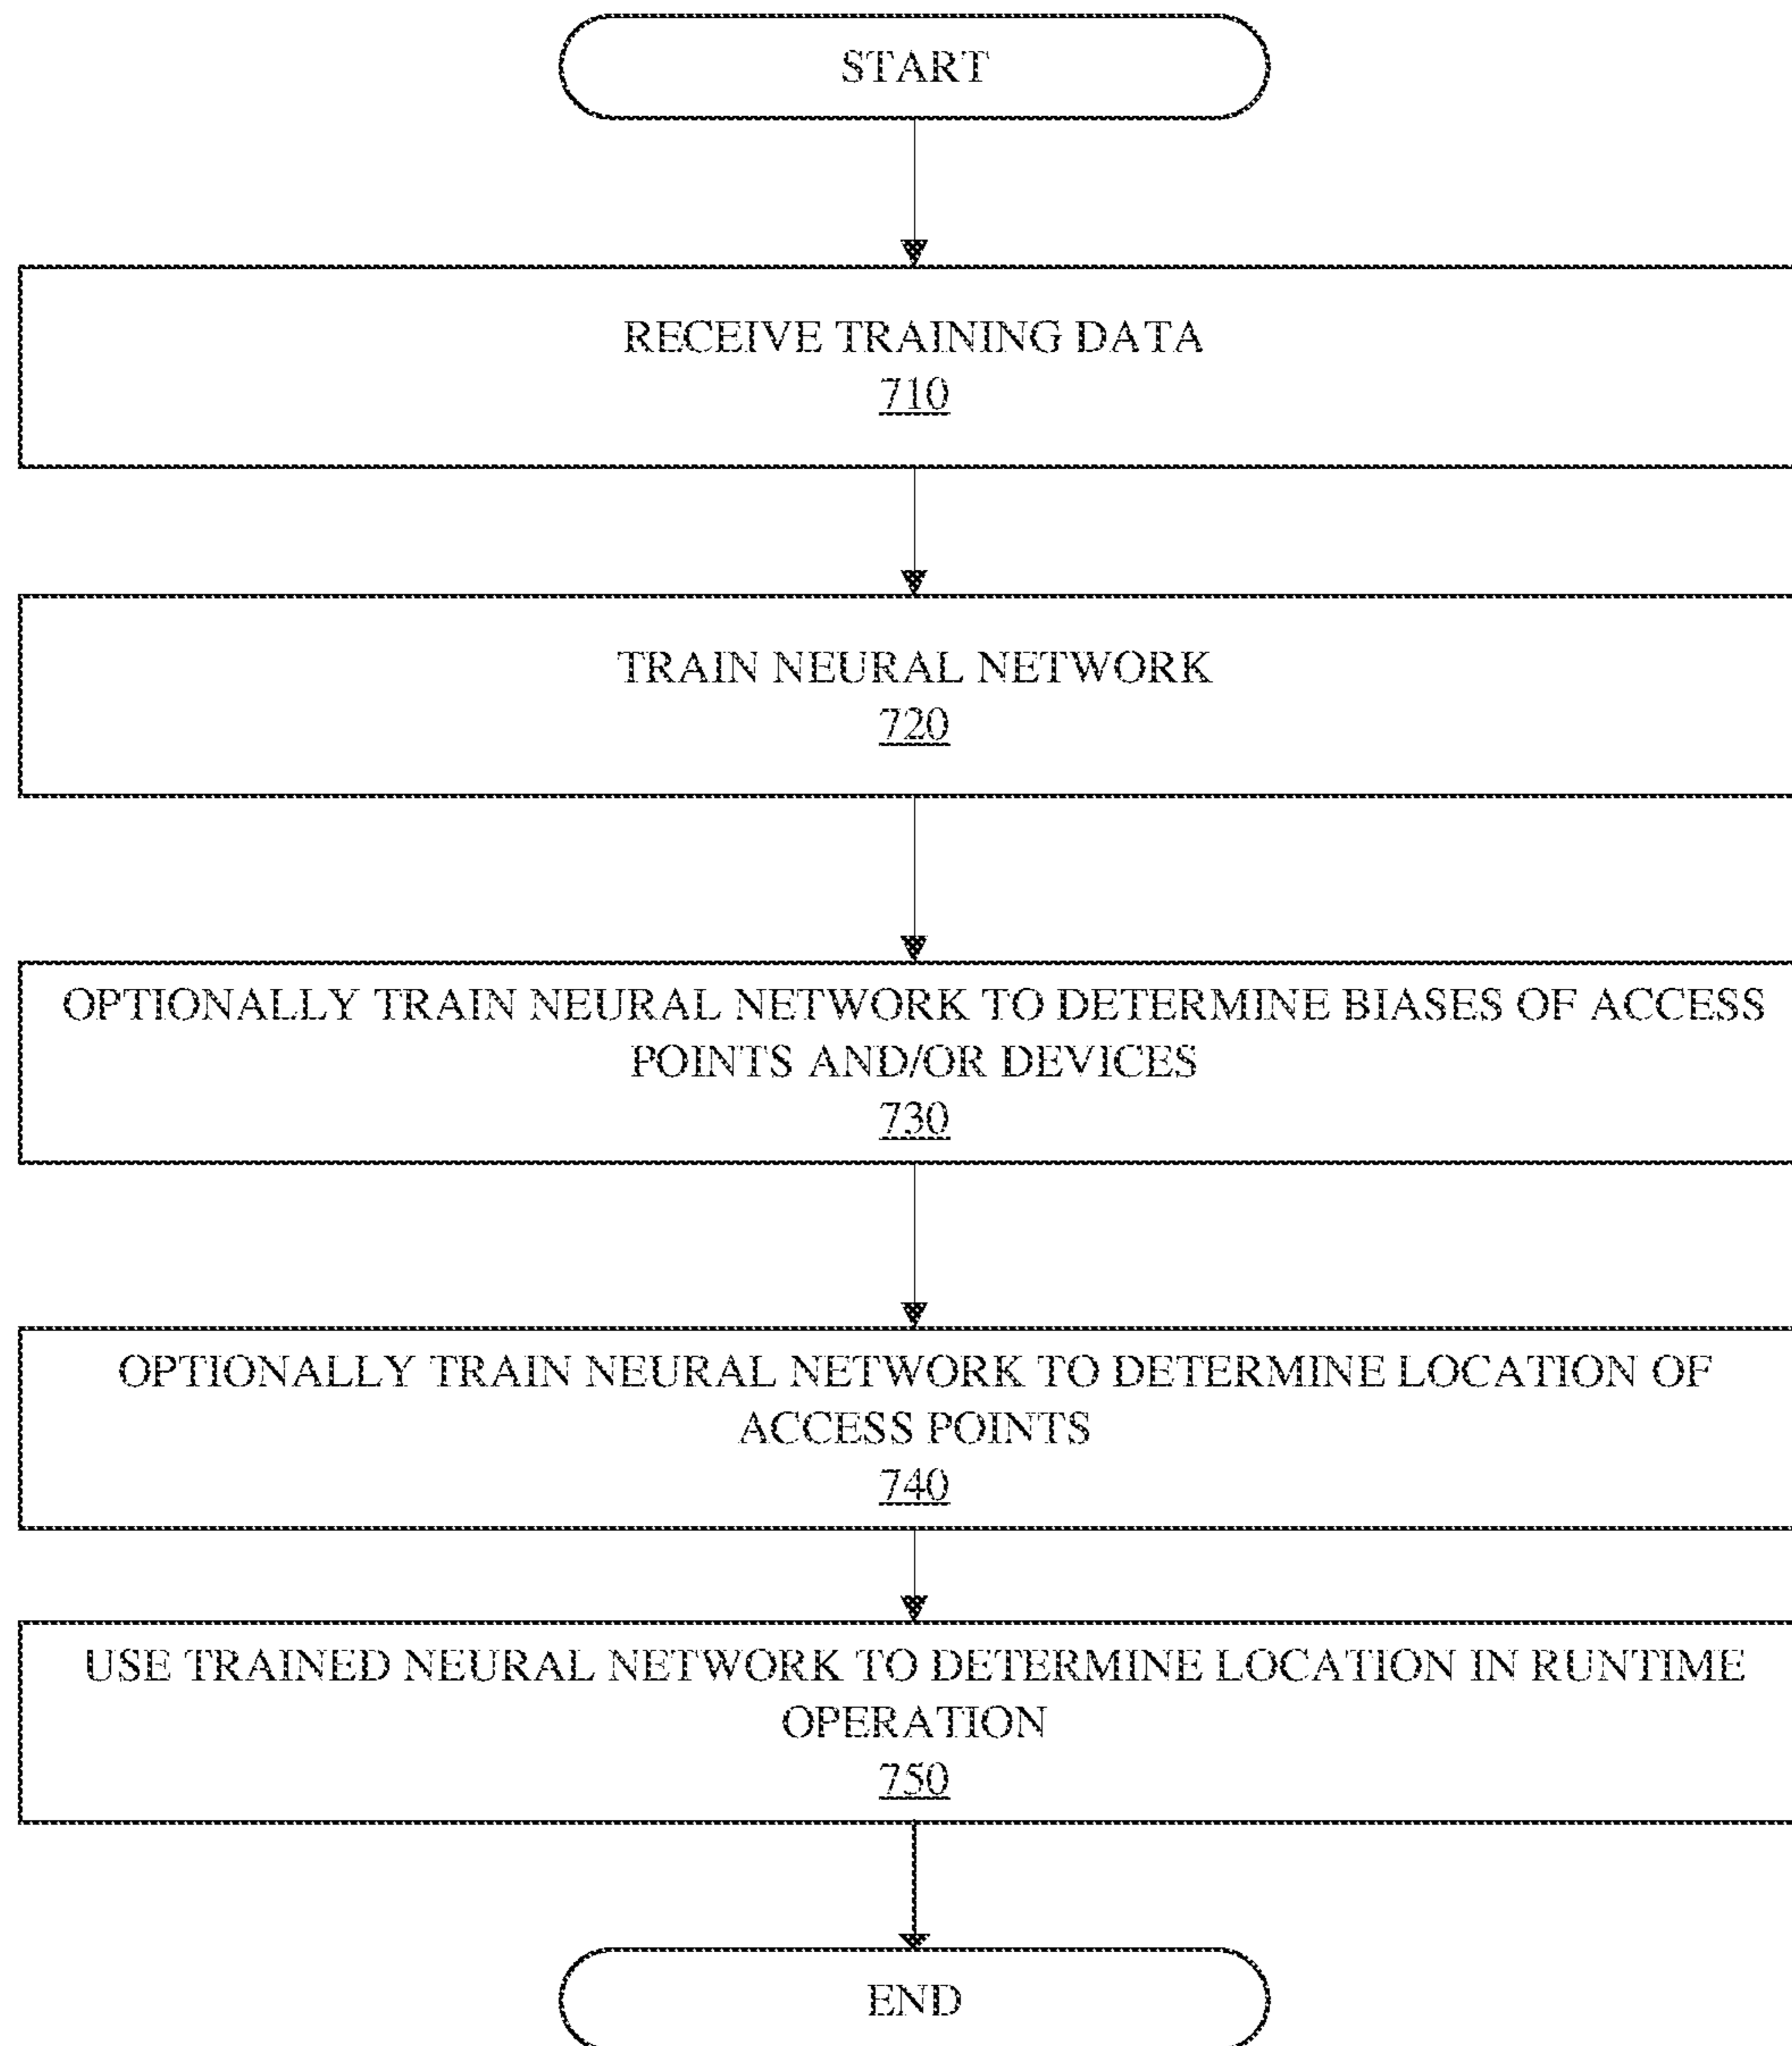 START
RECEIVE TRAINING DATA
710
TRAIN NEURAL NETWORK
720
OPTIONALLY TRAIN NEURAL NETWORK TO DETERMINE BIASES OF ACCESS
POINTS AND/OR DEVICES
730
OPTIONALLY TRAIN NEURAL NETWORK TO DETERMINE LOCATION OF
ACCESS POINTS
740
USE TRAINED NEURAL NETWORK TO DETERMINE LOCATION IN RUNTIME
OPERATION
750
END